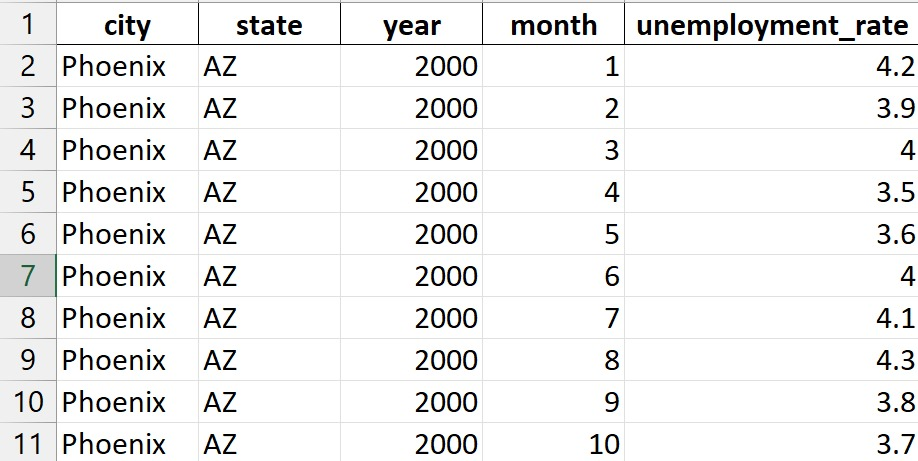 1 city state year month unemployment_rate
2 Phoenix AZ 2000 1 4.2
3 Phoenix AZ 2000 2 3.9
4 Phoenix AZ 2000 3 4
5 Phoenix AZ 2000 4 3.5
6 Phoenix AZ 2000 5 3.6
7 Phoenix AZ 2000 6 4
8 Phoenix AZ 2000 7 4.1
9 Phoenix AZ 2000 8 4.3
10 Phoenix AZ 2000 9 3.8
11 Phoenix AZ 2000 10 3.7